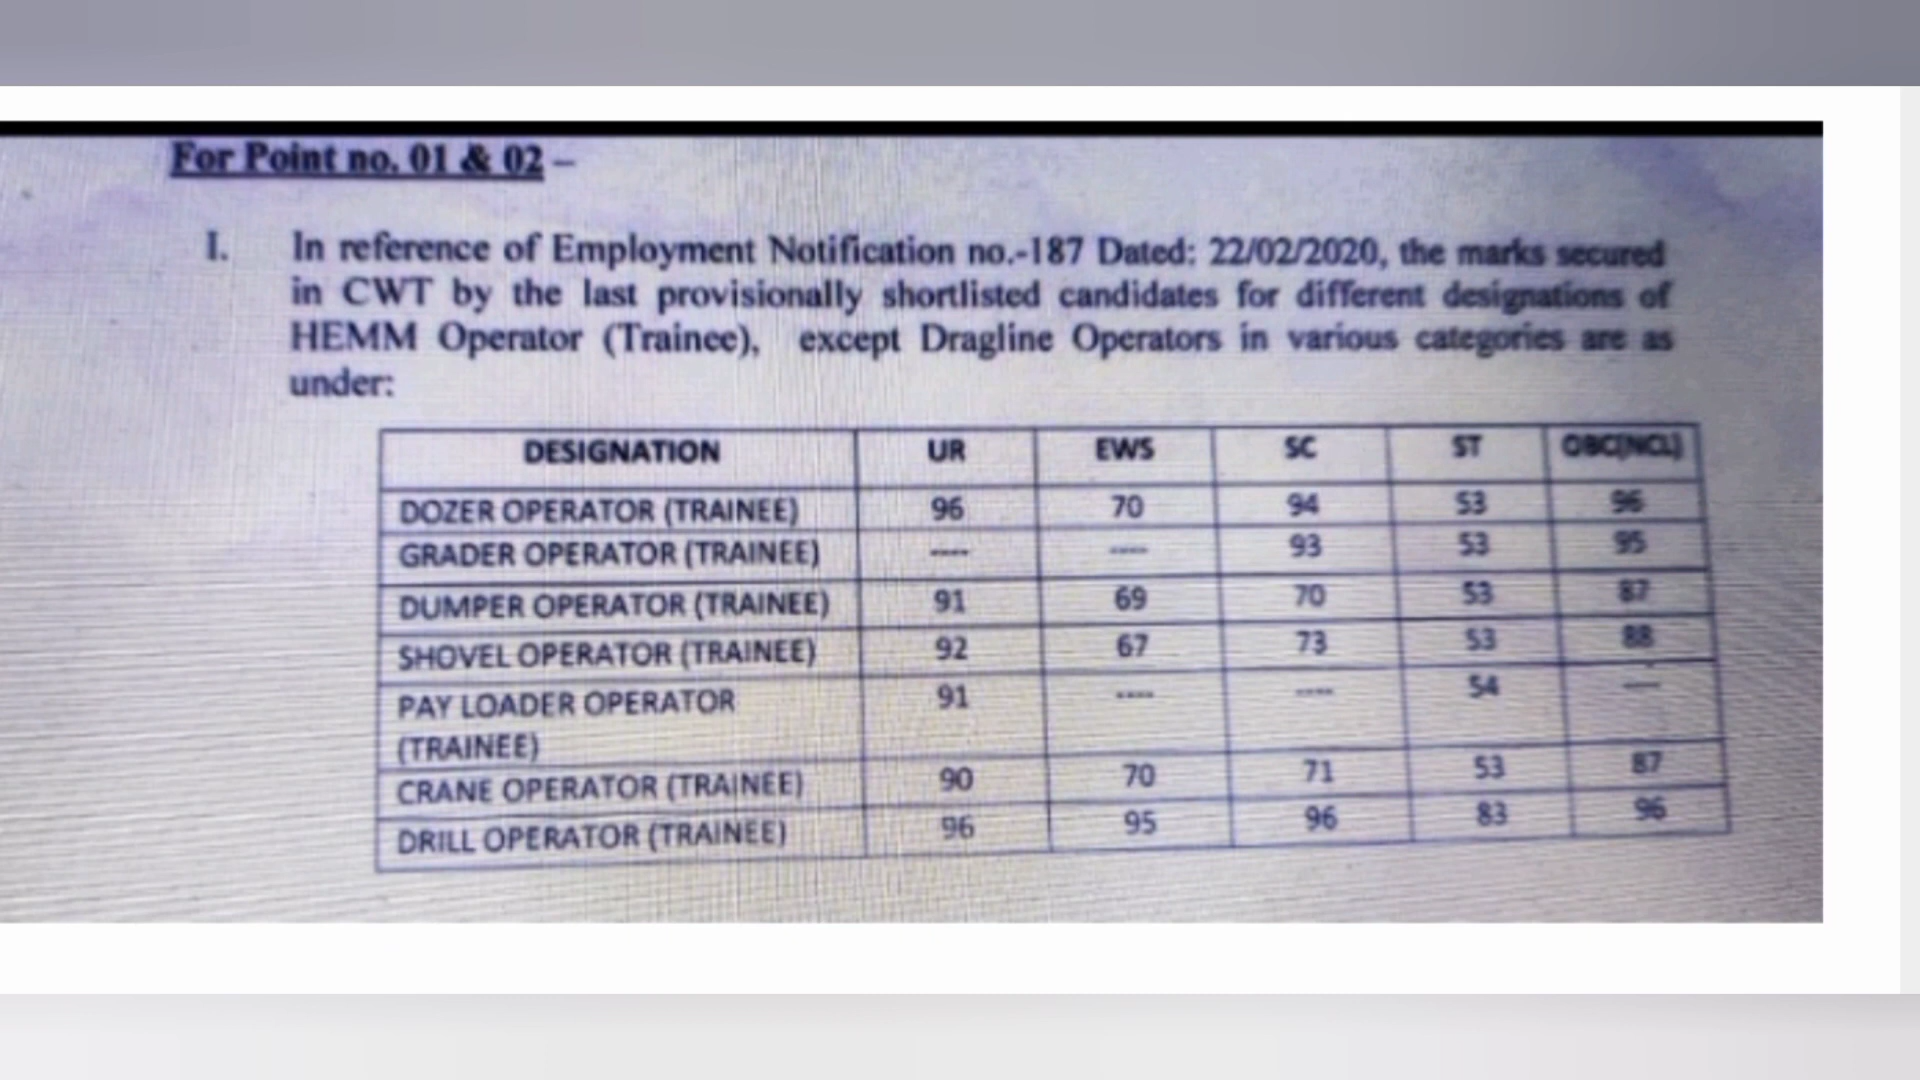 For Point no. 01 & 02 –
I. In reference of Employment Notification no.-187 Dated: 22/02/2020, the marks secured
in CWT by the last provisionally shortlisted candidates for different designations of
HEMM Operator (Trainee), except Dragline Operators in various categories are as
under:
DESIGNATION UR EWS SC ST OBC(NCL)
DOZER OPERATOR (TRAINEE) 96 70 94 53 96
GRADER OPERATOR (TRAINEE) ---- ---- 93 53 95
DUMPER OPERATOR (TRAINEE) 91 69 70 53 87
SHOVEL OPERATOR (TRAINEE) 92 67 73 53 88
PAY LOADER OPERATOR 91 ---- ---- 54 ---
(TRAINEE)
CRANE OPERATOR (TRAINEE) 90 70 71 53 87
DRILL OPERATOR (TRAINEE) 96 95 96 83 96